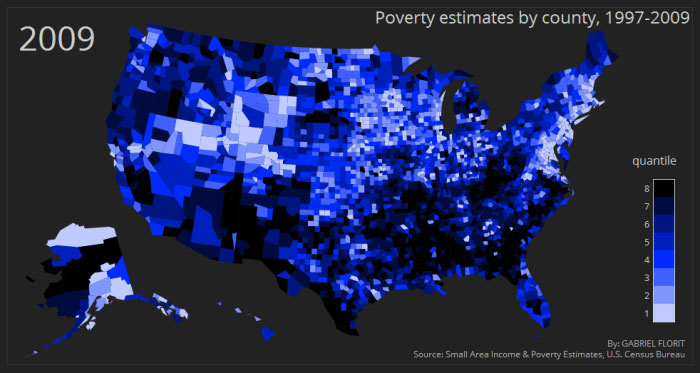 Poverty estimates by county, 1997-2009
2009
quantile
8
7
6
5
4
3
2
1
By: GABRIEL FLORIT
Source: Small Area Income & Poverty Estimates, U.S. Census Bureau